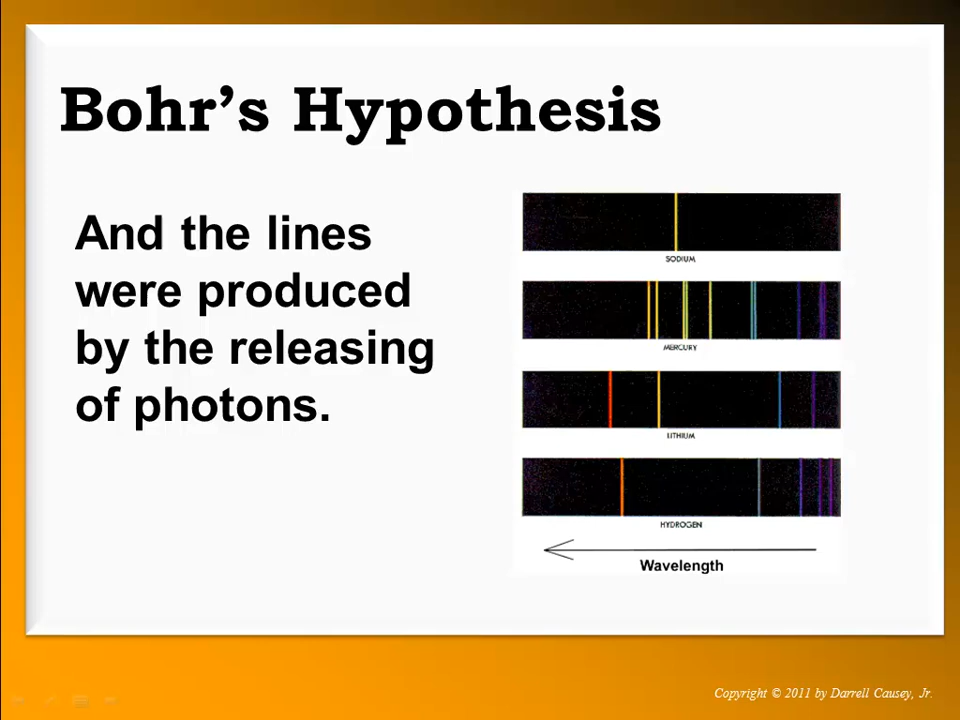 Bohr’s Hypothesis
And the lines
were produced
by the releasing
of photons.
SODIUM
MERCURY
LITHIUM
HYDROGEN
Wavelength
Copyright © 2011 by Darrell Causey, Jr.